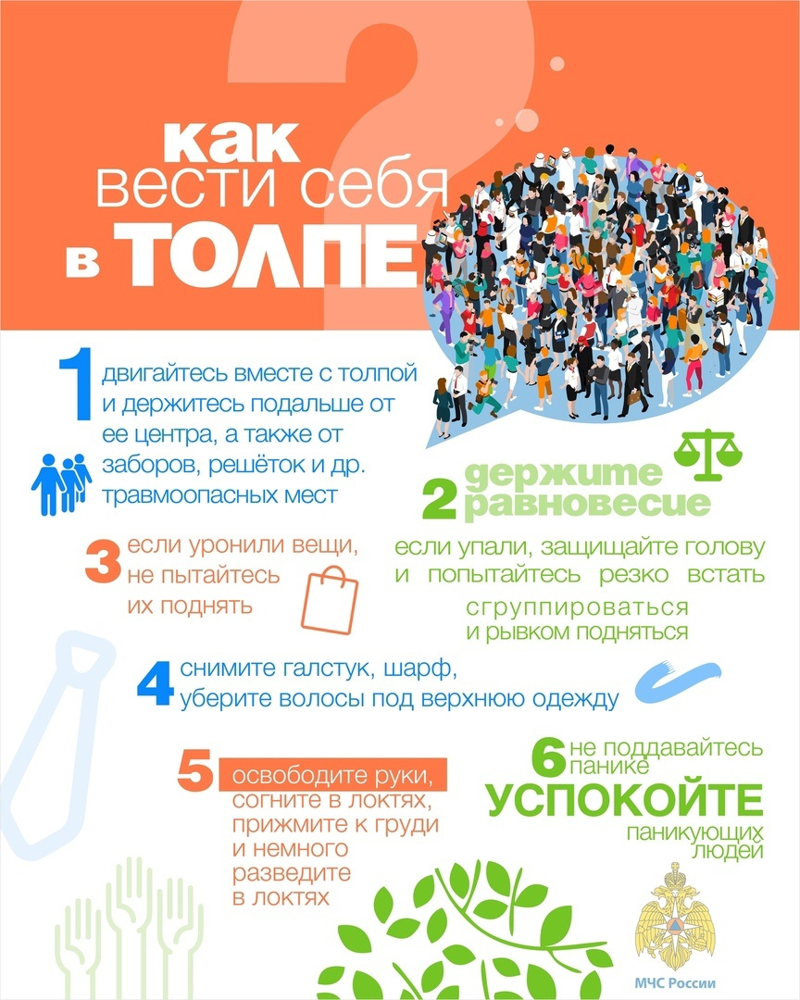 как
вести себя
в ТОЛПЕ
1 двигайтесь вместе с толпой
и держитесь подальше от
ее центра, а также от
заборов, решёток и др.
травмоопасных мест
2 держите
равновесие
если упали, защищайте голову
и попытайтесь резко встать
сгруппироваться
и рывком подняться
3 если уронили вещи,
не пытайтесь
их поднять
4 снимите галстук, шарф,
уберите волосы под верхнюю одежду
5 освободите руки,
согните в локтях,
прижмите к груди
и немного
разведите
в локтях
6 не поддавайтесь
панике
УСПОКОЙТЕ
паникующих
людей
МЧС России